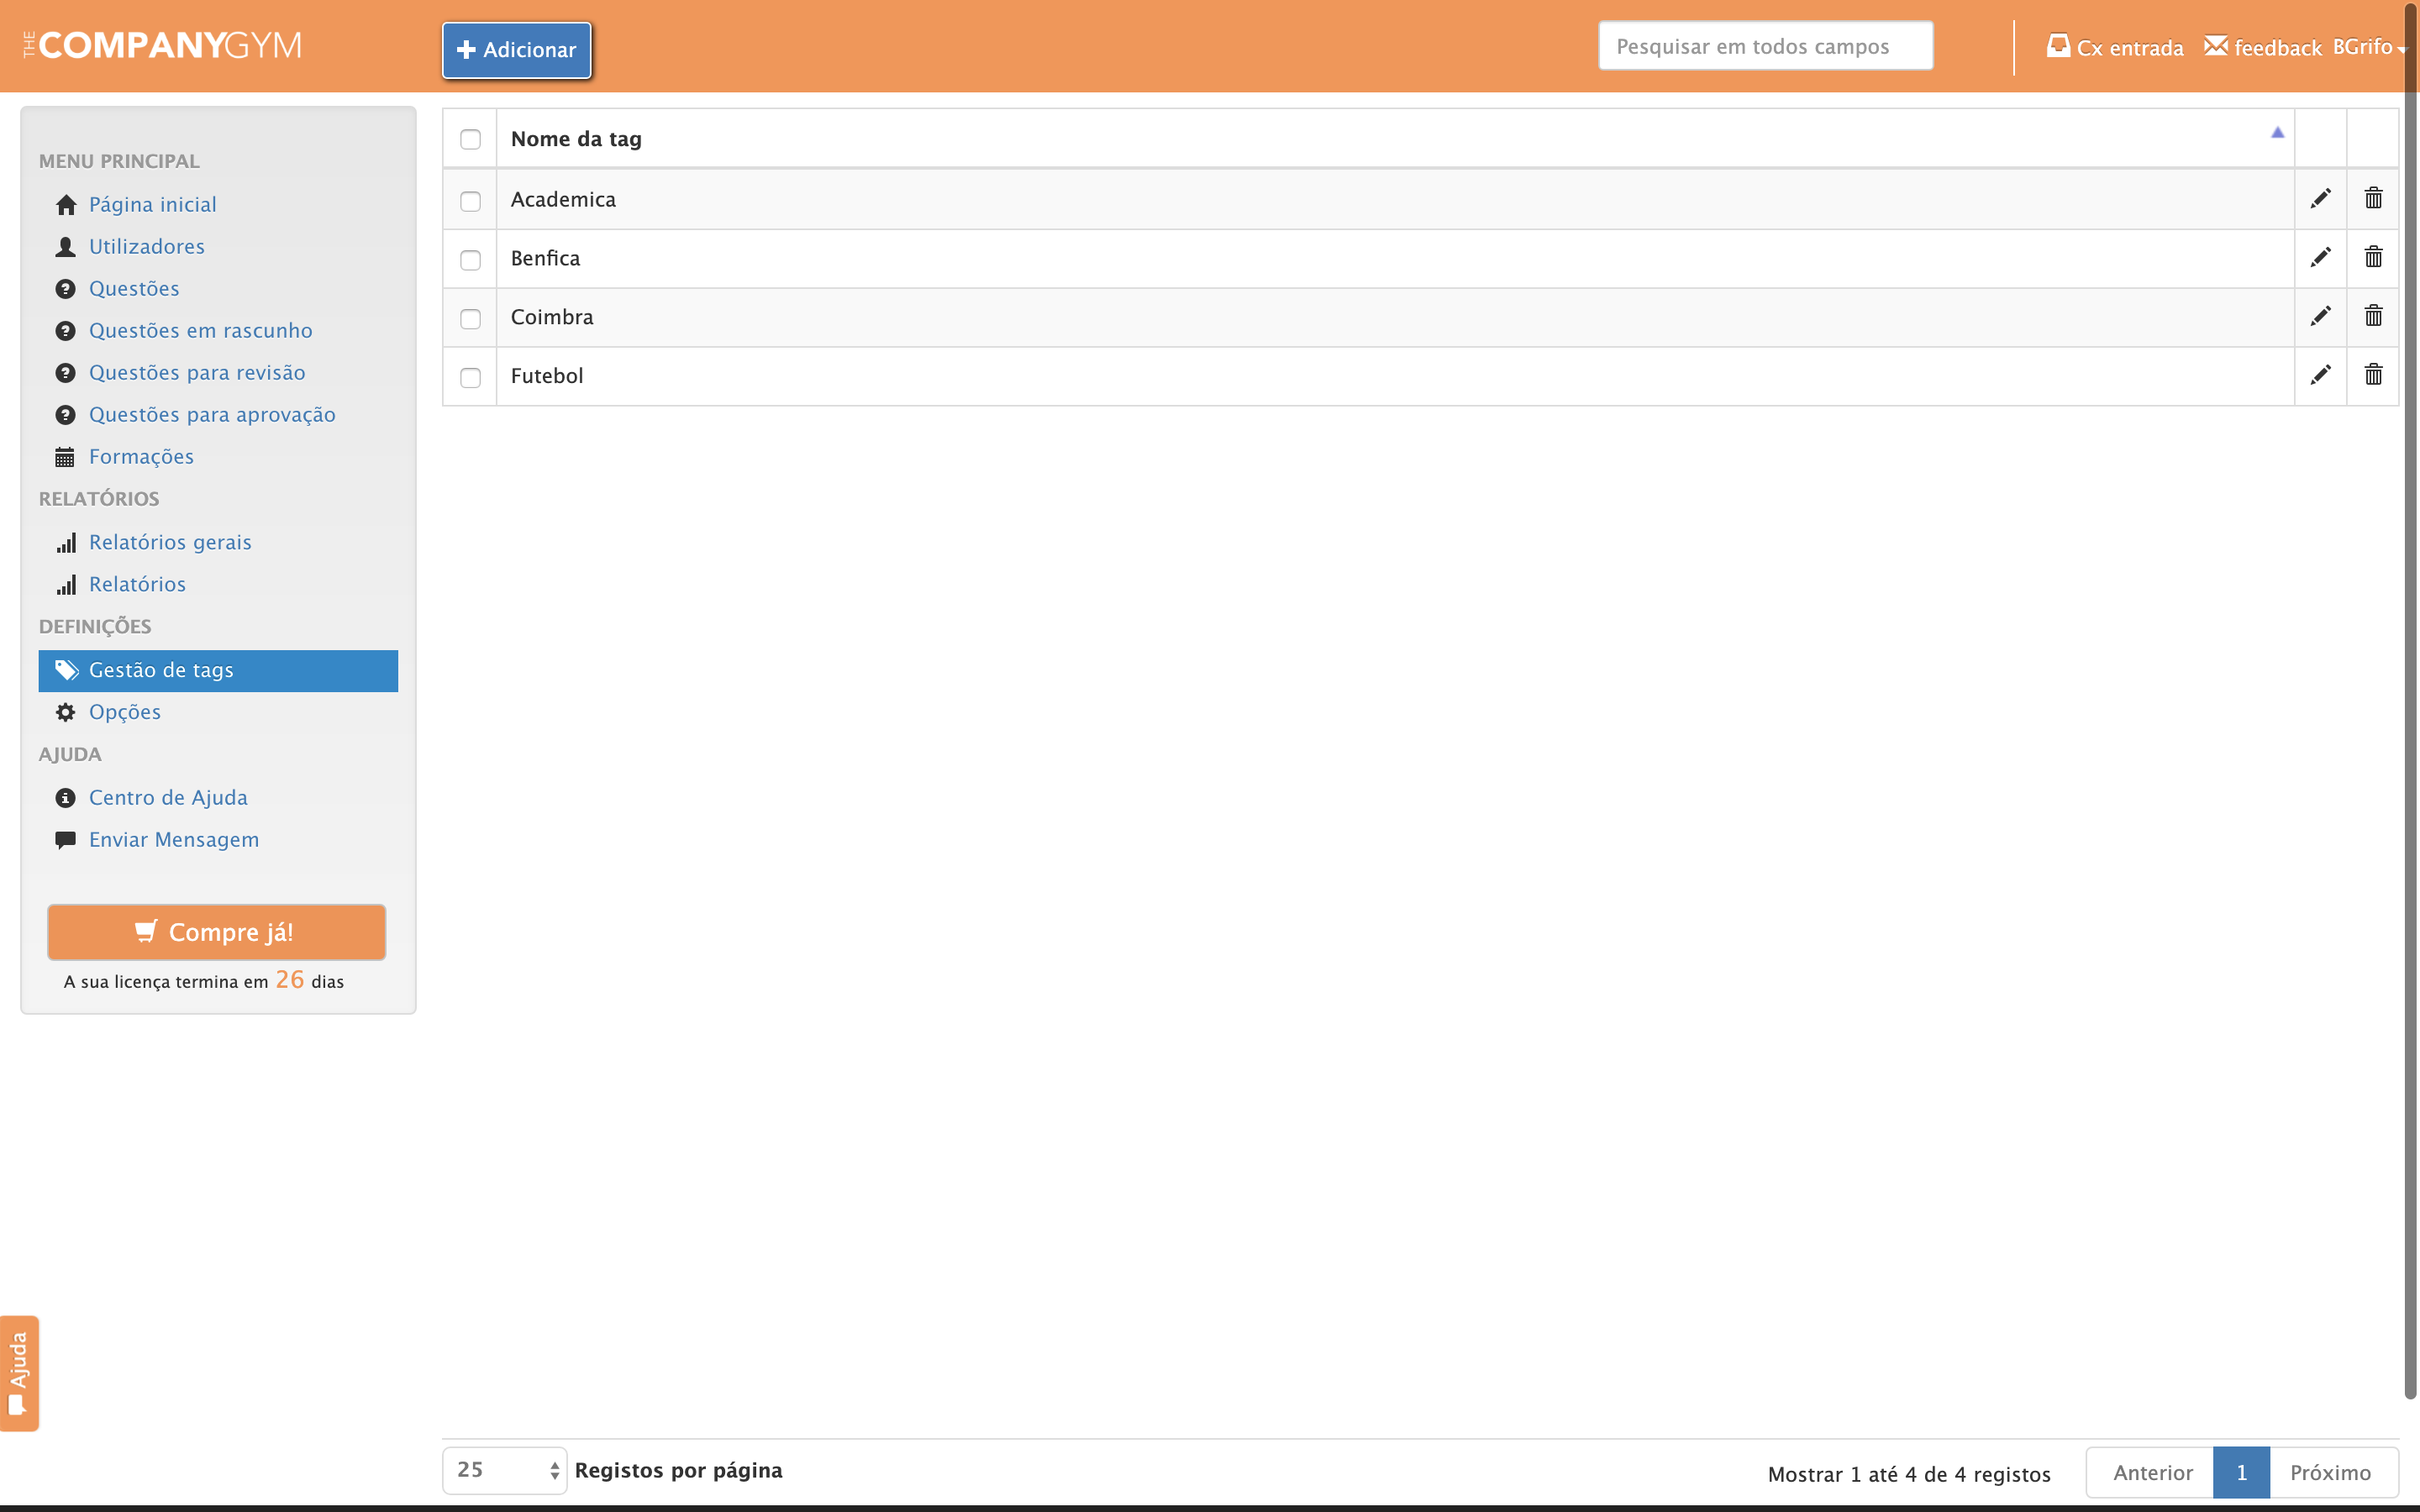 THE COMPANYGYM
Adicionar
Pesquisar em todos campos
Cx entrada
feedback
BGrifo
MENU PRINCIPAL
Página inicial
Utilizadores
Questões
Questões em rascunho
Questões para revisão
Questões para aprovação
Formações
RELATÓRIOS
Relatórios gerais
Relatórios
DEFINIÇÕES
Gestão de tags
Opções
AJUDA
Centro de Ajuda
Enviar Mensagem
Compre já!
A sua licença termina em 26 dias
Nome da tag
Academica
Benfica
Coimbra
Futebol
Ajuda
25
Registos por página
Mostrar 1 até 4 de 4 registos
Anterior
1
Próximo